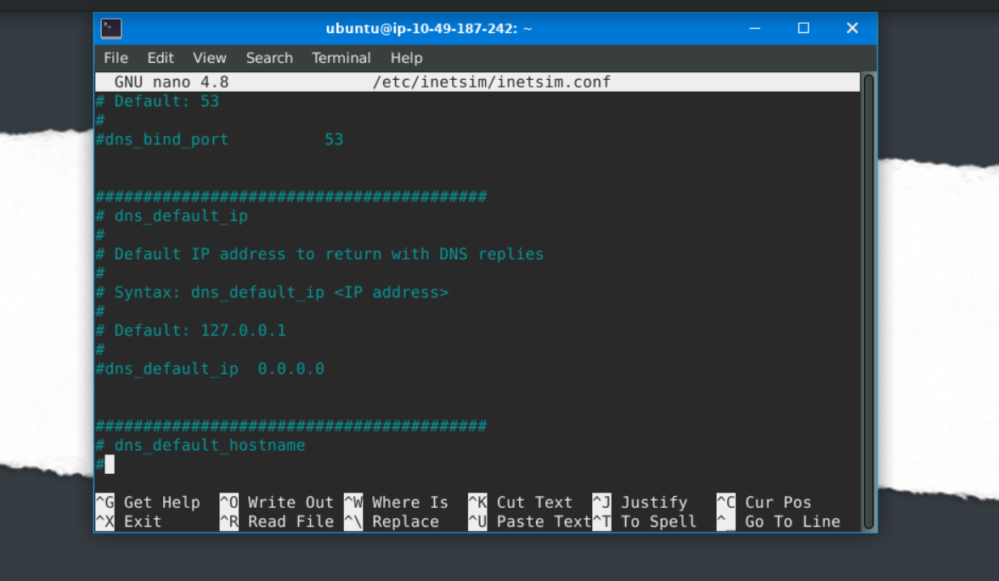 ubuntu@ip-10-49-187-242: ~
File Edit View Search Terminal Help
GNU nano 4.8 /etc/inetsim/inetsim.conf
# Default: 53
#
#dns_bind_port 53
#########################################
# dns_default_ip
#
# Default IP address to return with DNS replies
#
# Syntax: dns_default_ip <IP address>
#
# Default: 127.0.0.1
#
#dns_default_ip 0.0.0.0
#########################################
# dns_default_hostname
#
^G Get Help ^O Write Out ^W Where Is ^K Cut Text ^J Justify ^C Cur Pos
^X Exit ^R Read File ^\ Replace ^U Paste Text ^T To Spell ^_ Go To Line